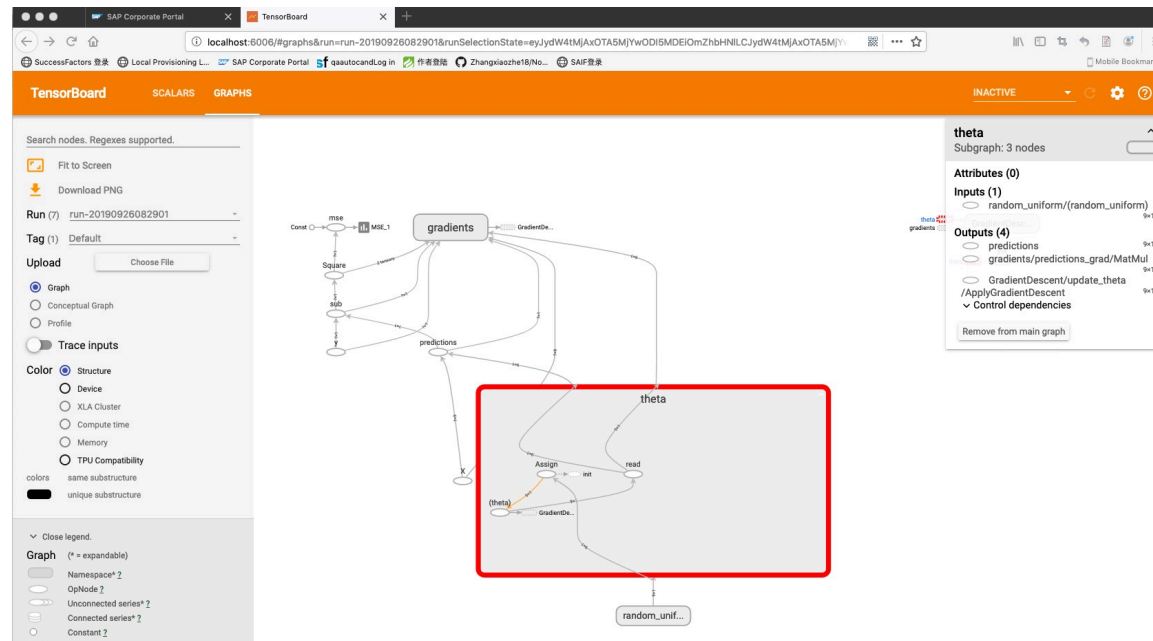 SAP Corporate Portal
TensorBoard
localhost:6006/#graphs&run=run-20190926082901&runSelectionState=
SuccessFactors 登录
Local Provisioning L...
SAP Corporate Portal
qaautocandLog in
作者登陆
Zhangxiaozhe18/No...
SAIF登录
Mobile Bookmar
TensorBoard
SCALARS
GRAPHS
INACTIVE
Search nodes. Regexes supported.
Fit to Screen
Download PNG
Run (7) run-20190926082901
Tag (1) Default
Upload
Choose File
Graph
Conceptual Graph
Profile
Trace inputs
Color
Structure
Device
XLA Cluster
Compute time
Memory
TPU Compatibility
colors same substructure
unique substructure
Close legend.
Graph (* = expandable)
Namespace* ?
OpNode ?
Unconnected series* ?
Connected series* ?
Constant ?
mse
Const
MSE_1
gradients
GradientDe...
Square
sub
y
predictions
X
theta
Assign
init
read
(theta)
GradientDe...
random_unif...
theta
gradients
theta
Subgraph: 3 nodes
Attributes (0)
Inputs (1)
random_uniform/(random_uniform)
Outputs (4)
predictions
gradients/predictions_grad/MatMul
GradientDescent/update_theta
/ApplyGradientDescent
Control dependencies
Remove from main graph